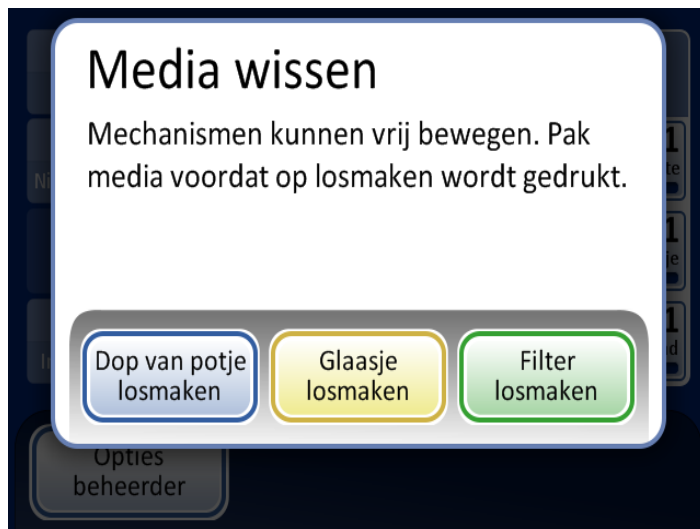 Media wissen
Mechanismen kunnen vrij bewegen. Pak
media voordat op losmaken wordt gedrukt.
Dop van potje
losmaken
Glaasje
losmaken
Filter
losmaken
Opties
beheerder